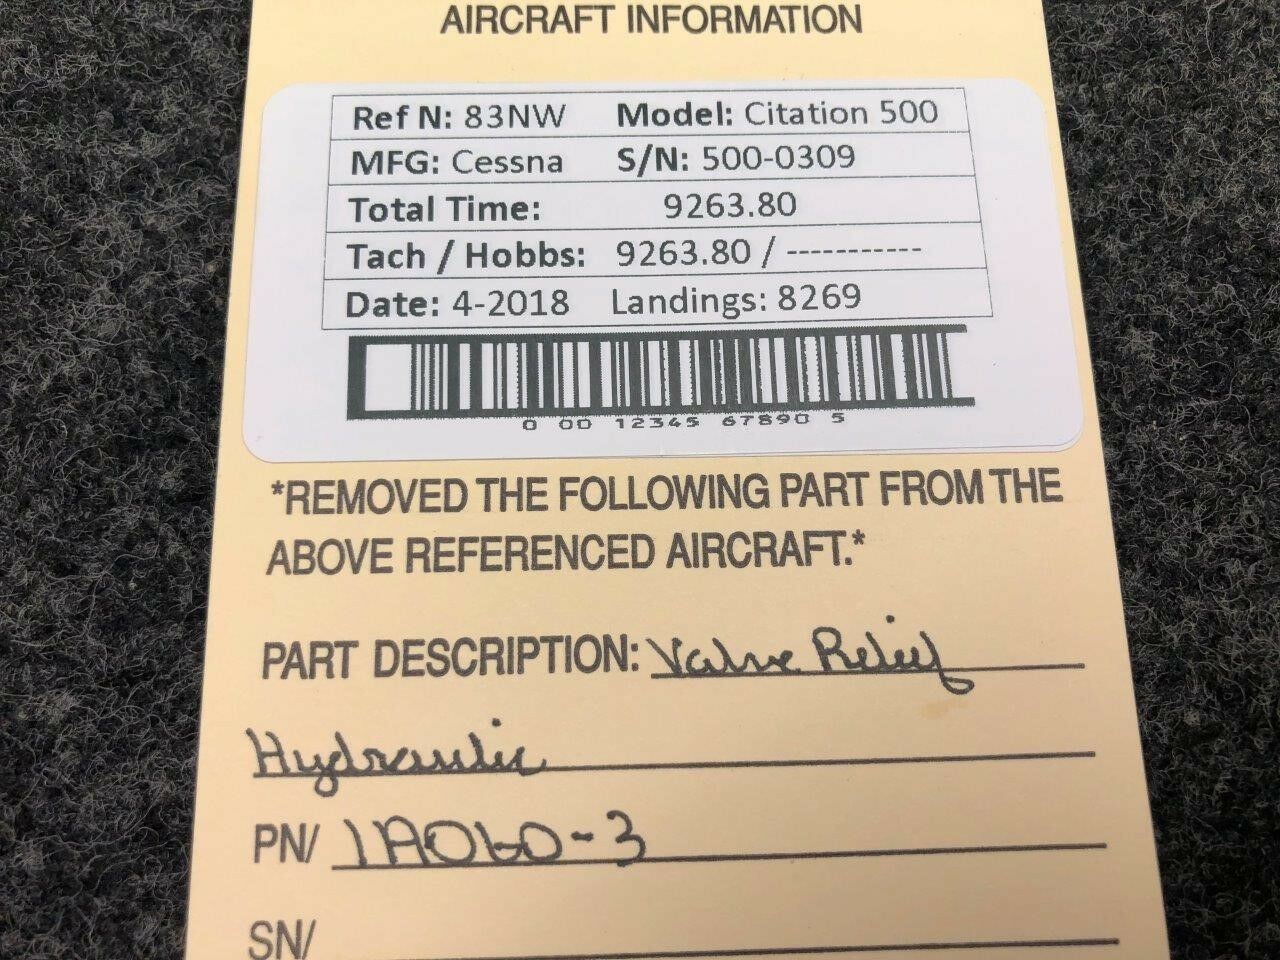 AIRCRAFT INFORMATION
Ref N: 83NW Model: Citation 500
MFG: Cessna S/N: 500-0309
Total Time: 9263.80
Tach / Hobbs: 9263.80 / -----------
Date: 4-2018 Landings: 8269
0 00 12345 67890 5
*REMOVED THE FOLLOWING PART FROM THE
ABOVE REFERENCED AIRCRAFT.*
PART DESCRIPTION: Valve Relief
Hydraulic
PN/ 1A060-3
SN/